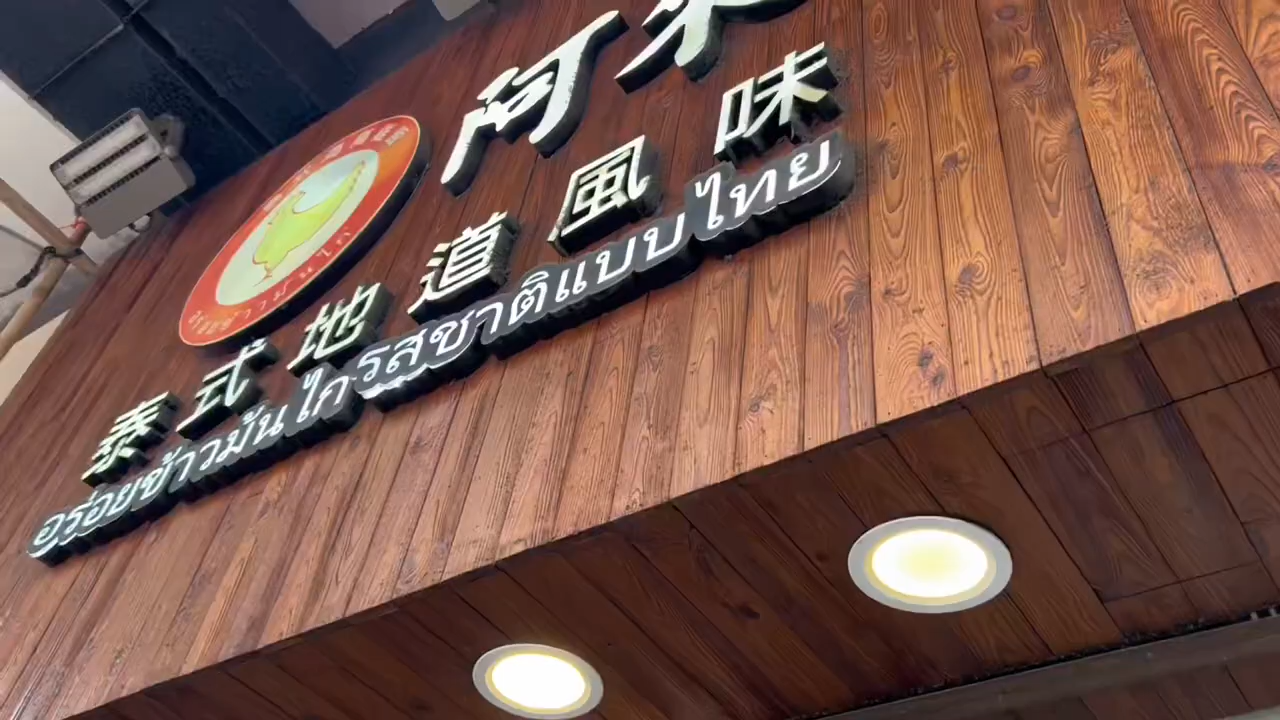 阿
泰式地道風味
อร่อยข้าวมันไก่ รสชาติแบบไทย